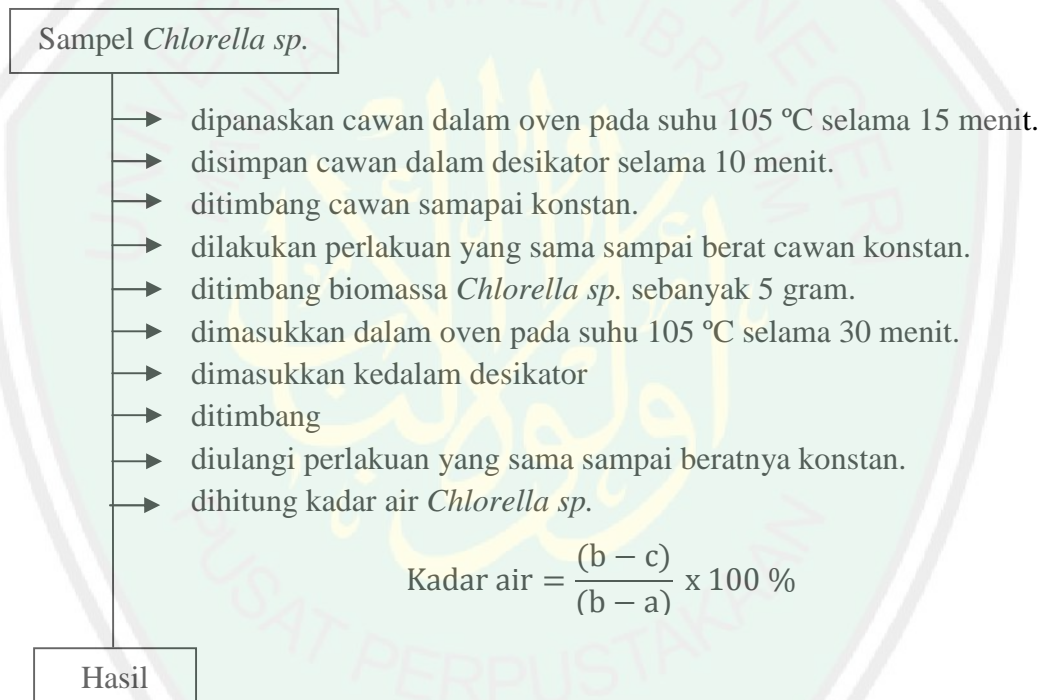 Sampel Chlorella sp.
dipanaskan cawan dalam oven pada suhu 105 ºC selama 15 menit.
disimpan cawan dalam desikator selama 10 menit.
ditimbang cawan samapai konstan.
dilakukan perlakuan yang sama sampai berat cawan konstan.
ditimbang biomassa Chlorella sp. sebanyak 5 gram.
dimasukkan dalam oven pada suhu 105 ºC selama 30 menit.
dimasukkan kedalam desikator
ditimbang
diulangi perlakuan yang sama sampai beratnya konstan.
dihitung kadar air Chlorella sp.
Kadar air = (b − c) / (b − a) x 100 %
Hasil
PUSAT PERPUSTAKAAN